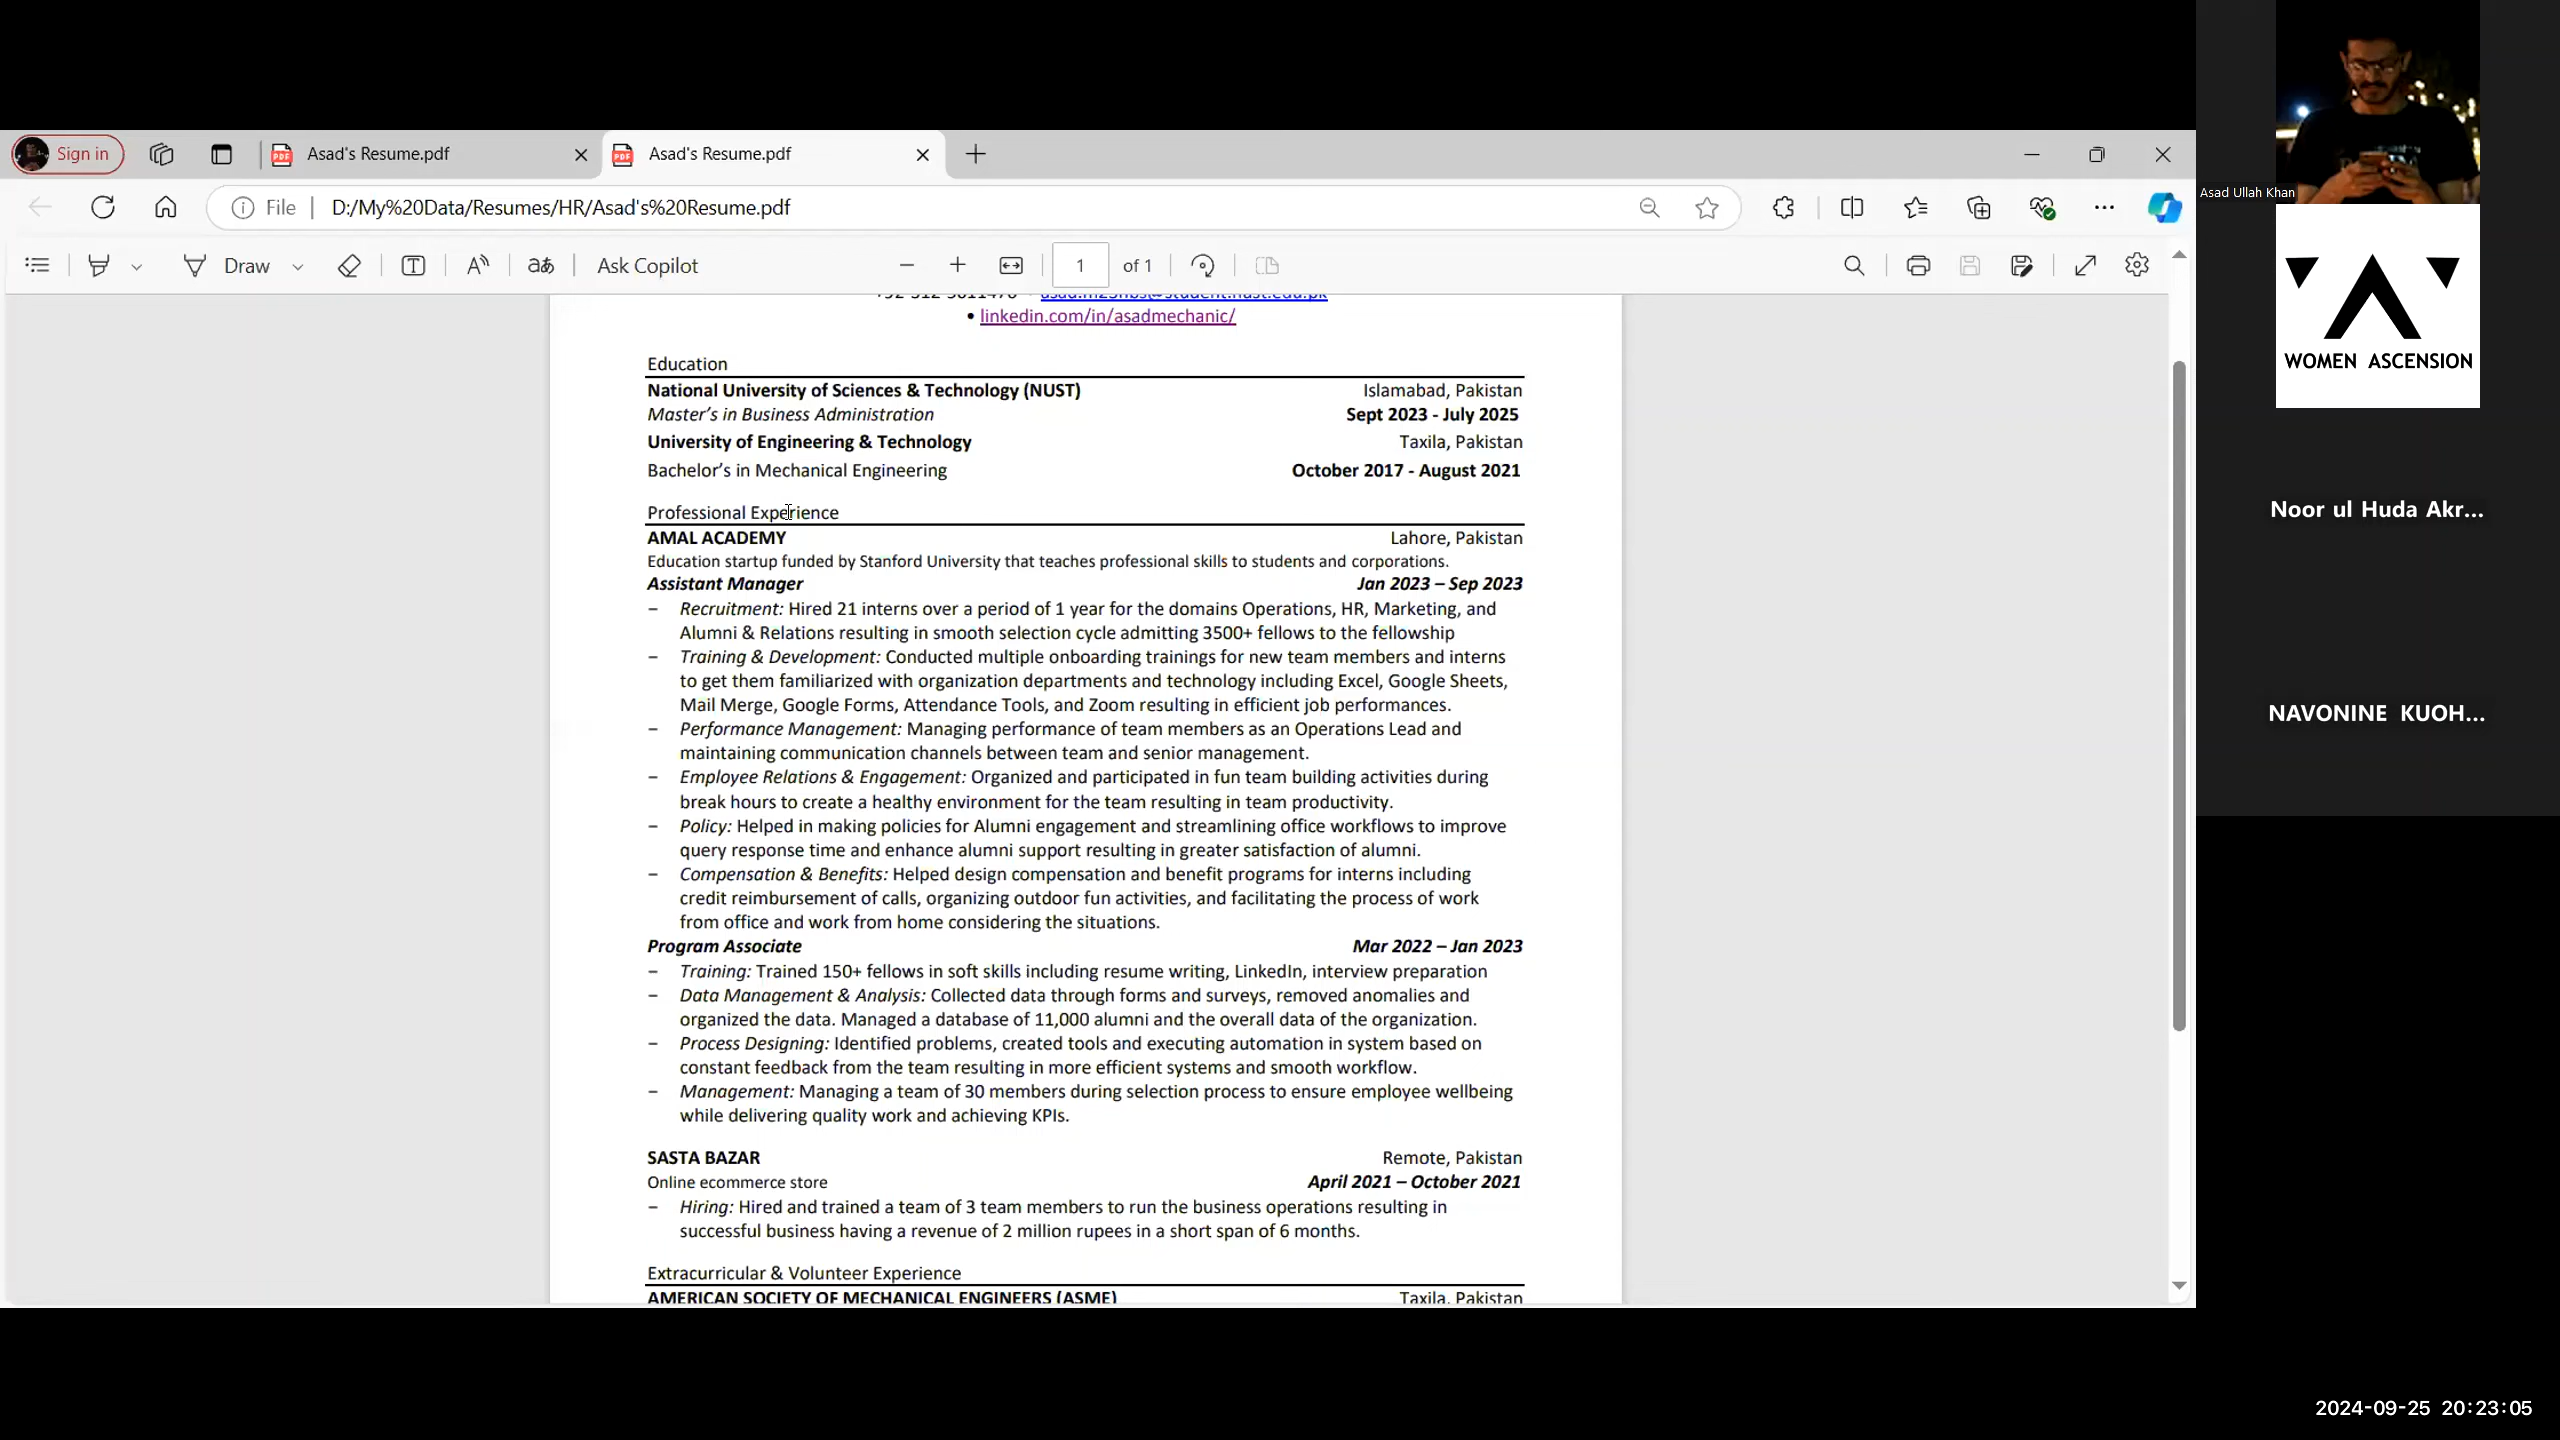 Sign in
Asad's Resume.pdf
Asad's Resume.pdf
File
D:/My%20Data/Resumes/HR/Asad's%20Resume.pdf
Draw
Ask Copilot
1 of 1
linkedin.com/in/asadmechanic/
Education
National University of Sciences & Technology (NUST) Islamabad, Pakistan
Master’s in Business Administration Sept 2023 - July 2025
University of Engineering & Technology Taxila, Pakistan
Bachelor’s in Mechanical Engineering October 2017 - August 2021
Professional Experience
AMAL ACADEMY Lahore, Pakistan
Education startup funded by Stanford University that teaches professional skills to students and corporations.
Assistant Manager Jan 2023 – Sep 2023
– Recruitment: Hired 21 interns over a period of 1 year for the domains Operations, HR, Marketing, and
Alumni & Relations resulting in smooth selection cycle admitting 3500+ fellows to the fellowship
– Training & Development: Conducted multiple onboarding trainings for new team members and interns
to get them familiarized with organization departments and technology including Excel, Google Sheets,
Mail Merge, Google Forms, Attendance Tools, and Zoom resulting in efficient job performances.
– Performance Management: Managing performance of team members as an Operations Lead and
maintaining communication channels between team and senior management.
– Employee Relations & Engagement: Organized and participated in fun team building activities during
break hours to create a healthy environment for the team resulting in team productivity.
– Policy: Helped in making policies for Alumni engagement and streamlining office workflows to improve
query response time and enhance alumni support resulting in greater satisfaction of alumni.
– Compensation & Benefits: Helped design compensation and benefit programs for interns including
credit reimbursement of calls, organizing outdoor fun activities, and facilitating the process of work
from office and work from home considering the situations.
Program Associate Mar 2022 – Jan 2023
– Training: Trained 150+ fellows in soft skills including resume writing, LinkedIn, interview preparation
– Data Management & Analysis: Collected data through forms and surveys, removed anomalies and
organized the data. Managed a database of 11,000 alumni and the overall data of the organization.
– Process Designing: Identified problems, created tools and executing automation in system based on
constant feedback from the team resulting in more efficient systems and smooth workflow.
– Management: Managing a team of 30 members during selection process to ensure employee wellbeing
while delivering quality work and achieving KPIs.
SASTA BAZAR Remote, Pakistan
Online ecommerce store April 2021 – October 2021
– Hiring: Hired and trained a team of 3 team members to run the business operations resulting in
successful business having a revenue of 2 million rupees in a short span of 6 months.
Extracurricular & Volunteer Experience
AMERICAN SOCIETY OF MECHANICAL ENGINEERS (ASME) Taxila, Pakistan
Asad Ullah Khan
WOMEN ASCENSION
Noor ul Huda Akr...
NAVONINE KUOH...
2024-09-25 20:23:05